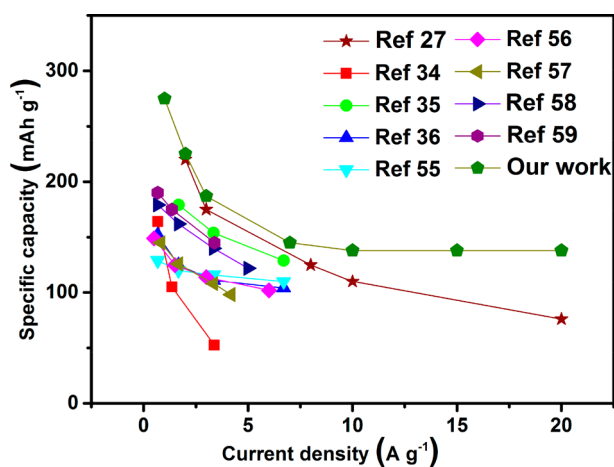 Ref 27
Ref 34
Ref 35
Ref 36
Ref 55
Ref 56
Ref 57
Ref 58
Ref 59
Our work
Specific capacity (mAh g⁻¹)
300
200
100
0
0 5 10 15 20
Current density (A g⁻¹)